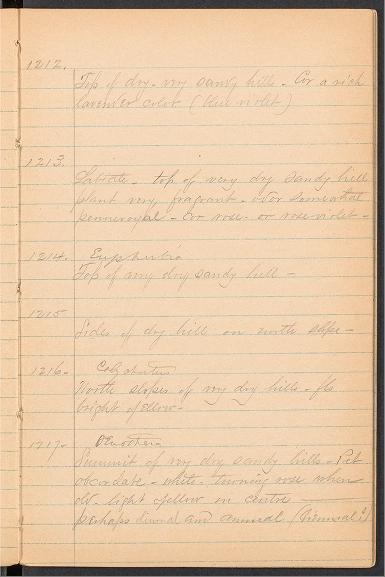 1212.
Top of dry - very sandy hills - Cor a rich
lavender color (blue violet)
1213.
Labiate - top of very dry sandy hill
plant very fragrant - odor somewhat
pennyroyal - Cor rose - or rose-violet -
1214. Euphorbia
Top of very dry sandy hill -
1215
Sides of dry hill on north slope -
1216 -
North slopes of very dry hills - fls
bright yellow -
1217 - Oenothera
Summit of very dry sandy hills - Pet
obcordate - white - turning rose when
old light yellow in centre
perhaps diurnal and annual (biennial?)